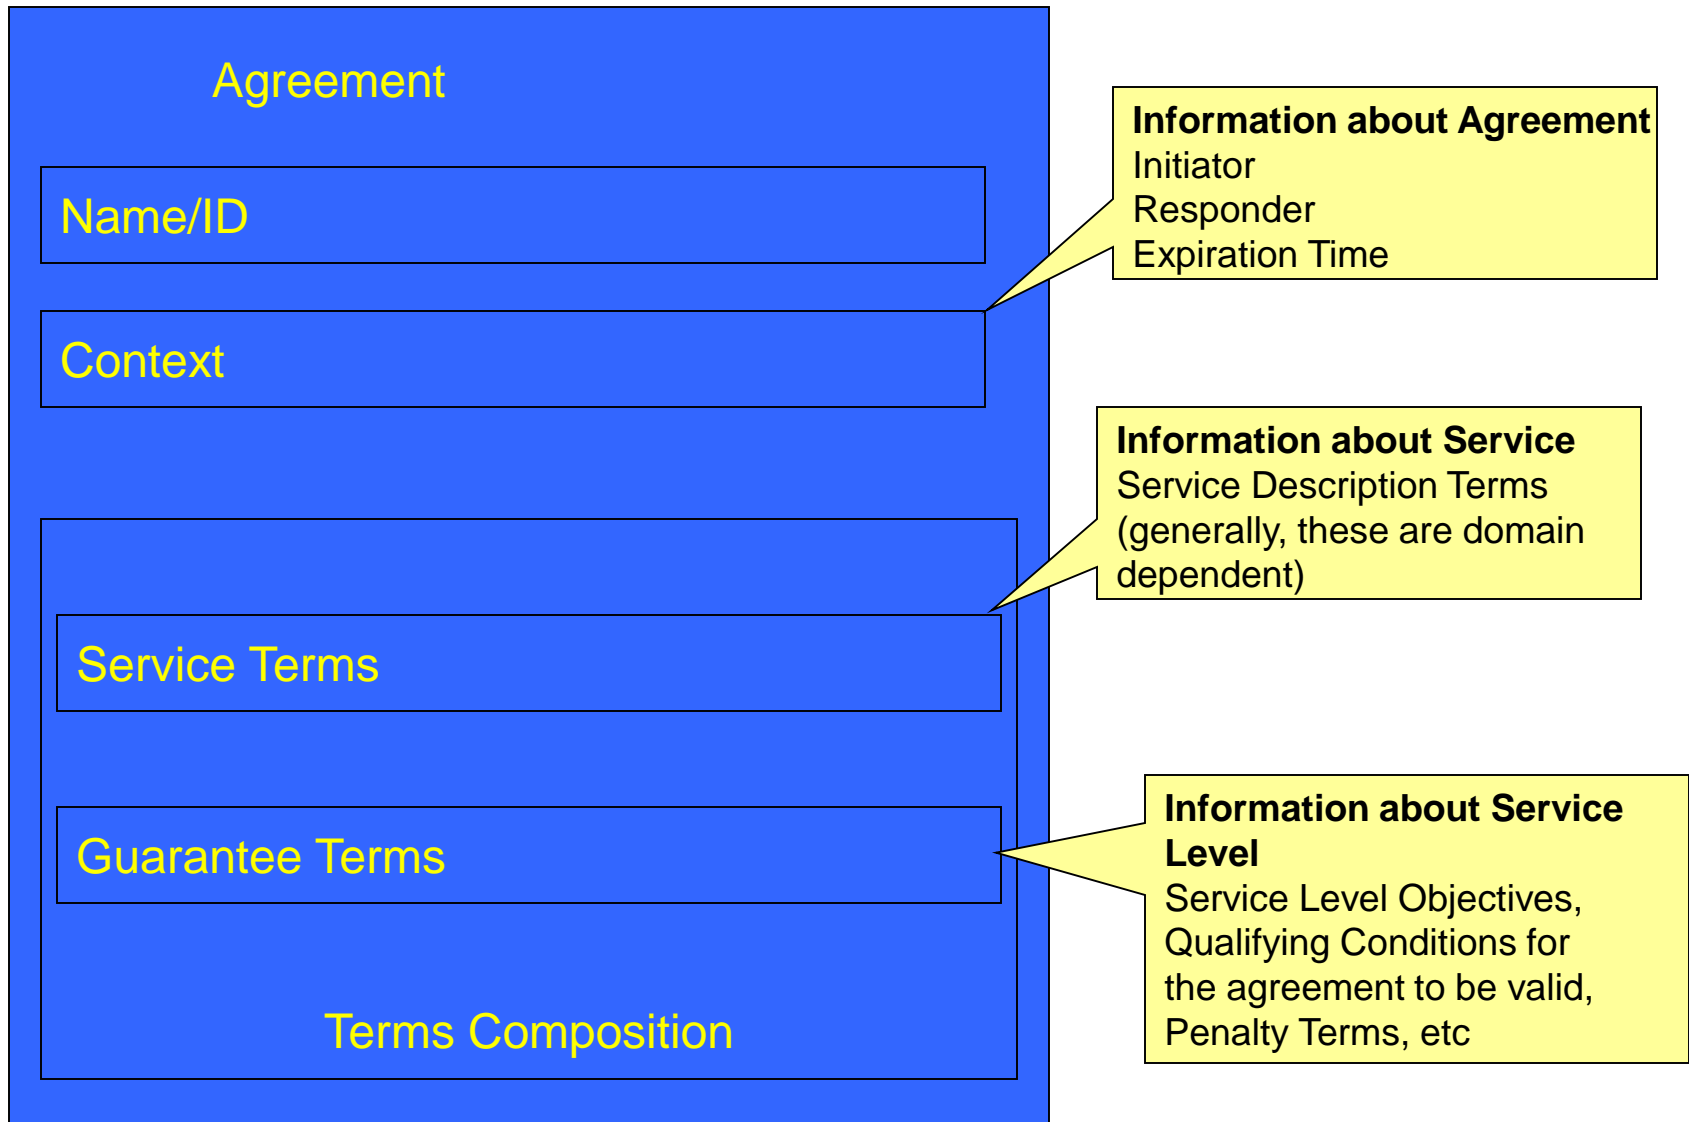 Agreement
Name/ID
Context
Service Terms
Guarantee Terms
Terms Composition
Information about Agreement
Initiator
Responder
Expiration Time
Information about Service
Service Description Terms
(generally, these are domain
dependent)
Information about Service
Level
Service Level Objectives,
Qualifying Conditions for
the agreement to be valid,
Penalty Terms, etc